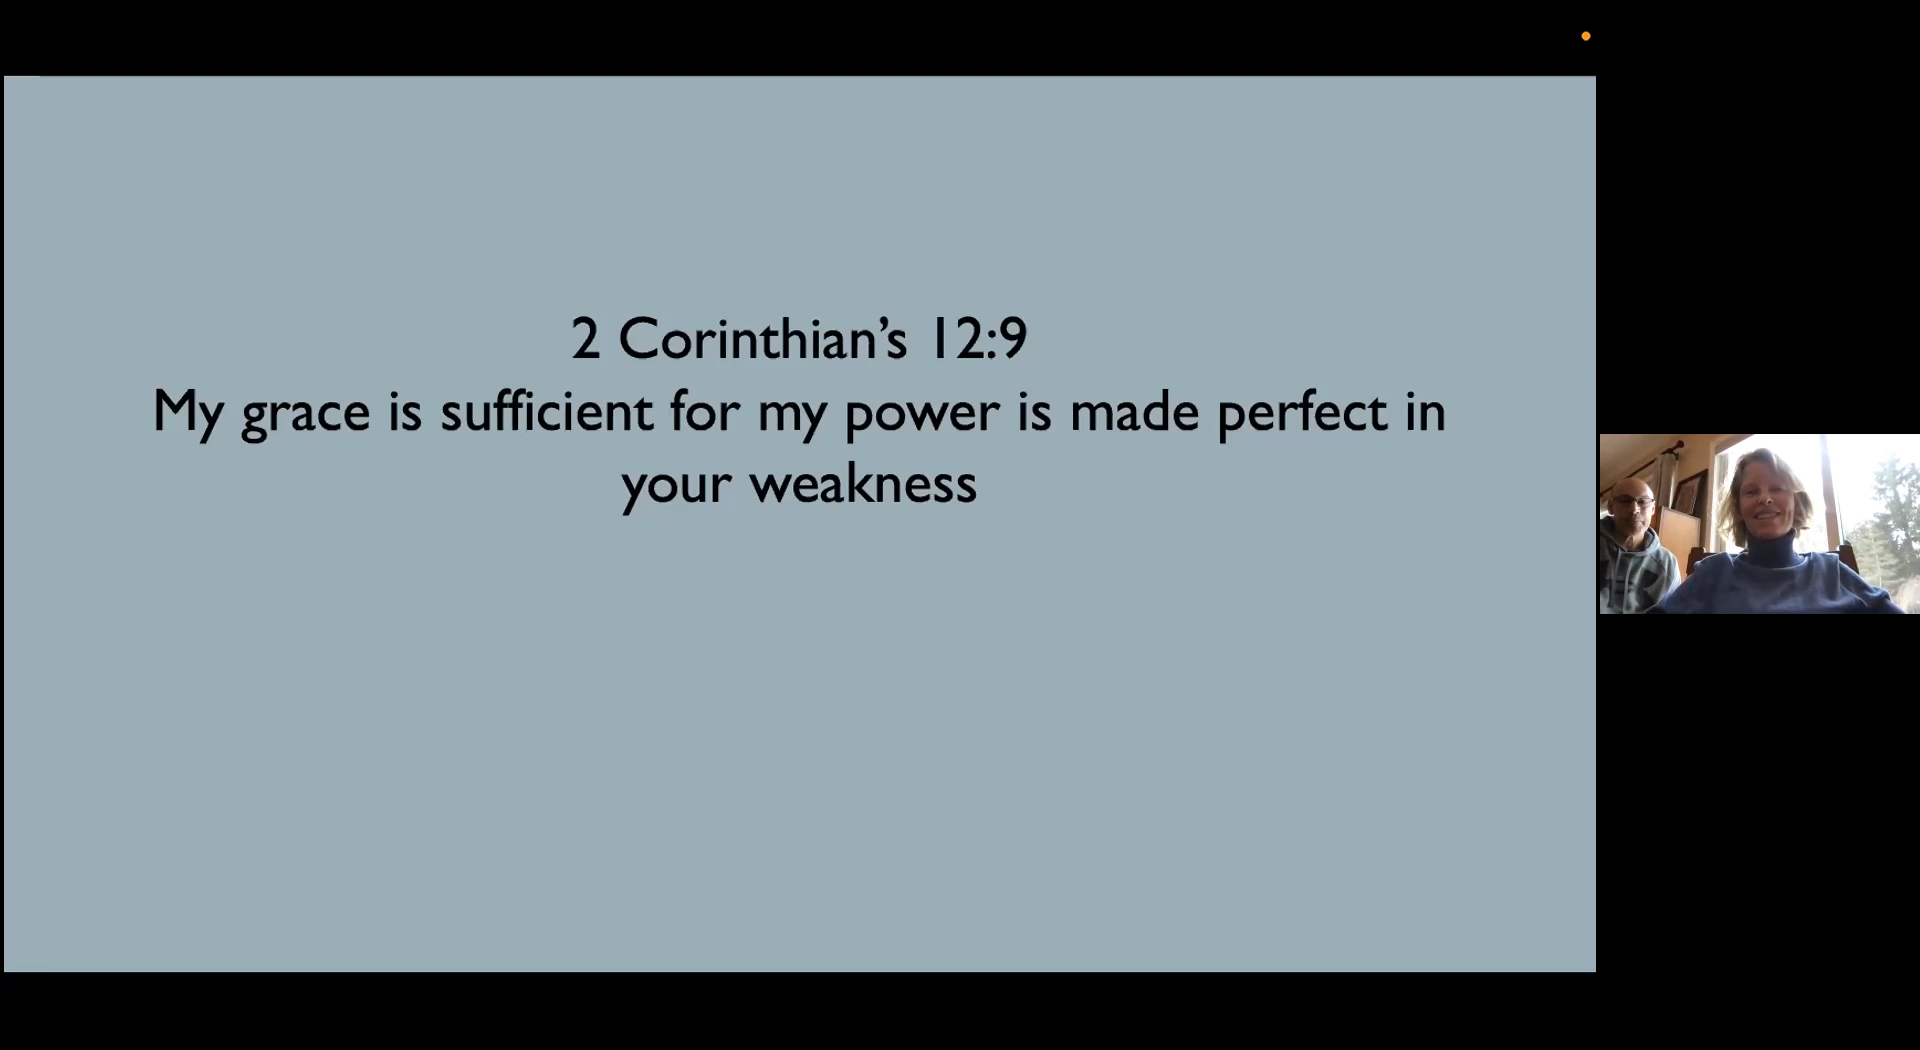 2 Corinthian’s 12:9
My grace is sufficient for my power is made perfect in
your weakness